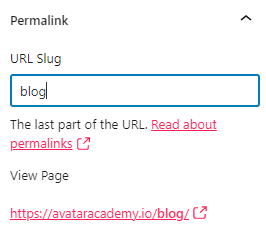 Permalink
URL Slug
blog
The last part of the URL. Read about
permalinks
View Page
https://avataracademy.io/blog/